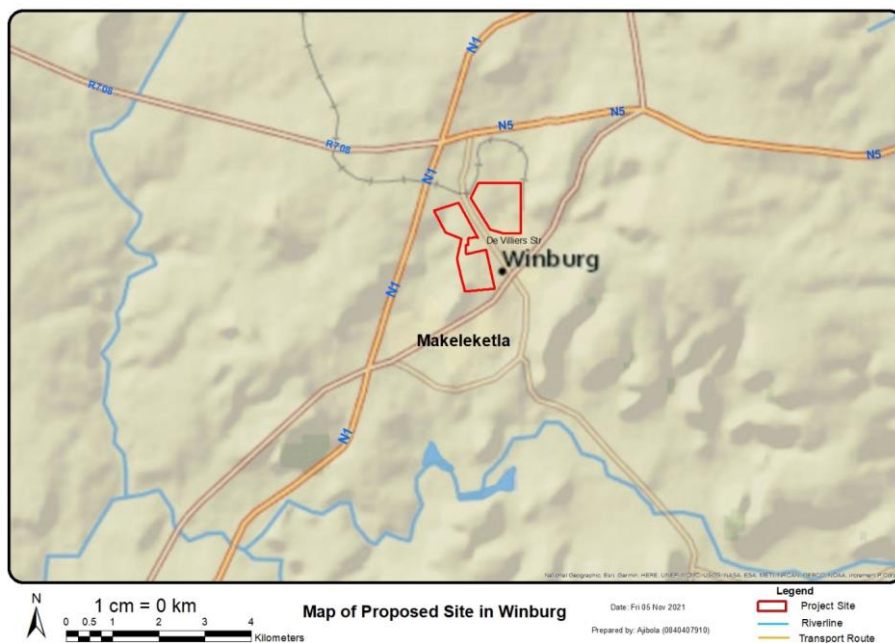 N1
R708
N5
N5
R708
N1
De Villiers Str
Winburg
N1
Makeleketla
N1
N
1 cm = 0 km
0 0.5 1 2 3 4
Kilometers
Map of Proposed Site in Winburg
Date: Fri 05 Nov 2021
Prepared by: Ajibola (0840407910)
Legend
Project Site
Riverline
Transport Route